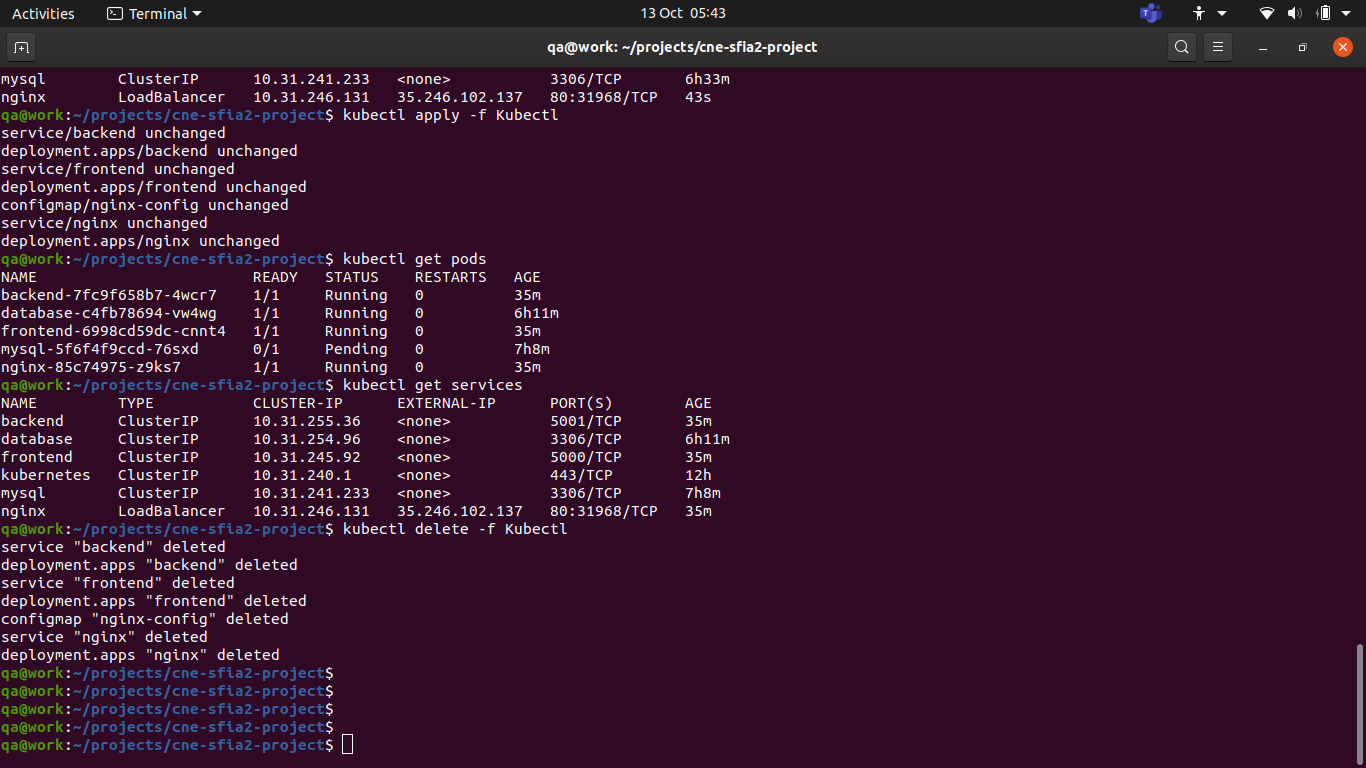 Activities Terminal 13 Oct 05:43
qa@work: ~/projects/cne-sfia2-project
mysql        ClusterIP      10.31.241.233   <none>           3306/TCP       6h33m
nginx        LoadBalancer   10.31.246.131   35.246.102.137   80:31968/TCP   43s
qa@work:~/projects/cne-sfia2-project$ kubectl apply -f Kubectl
service/backend unchanged
deployment.apps/backend unchanged
service/frontend unchanged
deployment.apps/frontend unchanged
configmap/nginx-config unchanged
service/nginx unchanged
deployment.apps/nginx unchanged
qa@work:~/projects/cne-sfia2-project$ kubectl get pods
NAME                        READY   STATUS    RESTARTS   AGE
backend-7fc9f658b7-4wcr7    1/1     Running   0          35m
database-c4fb78694-vw4wg    1/1     Running   0          6h11m
frontend-6998cd59dc-cnnt4   1/1     Running   0          35m
mysql-5f6f4f9ccd-76sxd      0/1     Pending   0          7h8m
nginx-85c74975-z9ks7        1/1     Running   0          35m
qa@work:~/projects/cne-sfia2-project$ kubectl get services
NAME         TYPE           CLUSTER-IP      EXTERNAL-IP      PORT(S)        AGE
backend      ClusterIP      10.31.255.36    <none>           5001/TCP       35m
database     ClusterIP      10.31.254.96    <none>           3306/TCP       6h11m
frontend     ClusterIP      10.31.245.92    <none>           5000/TCP       35m
kubernetes   ClusterIP      10.31.240.1     <none>           443/TCP        12h
mysql        ClusterIP      10.31.241.233   <none>           3306/TCP       7h8m
nginx        LoadBalancer   10.31.246.131   35.246.102.137   80:31968/TCP   35m
qa@work:~/projects/cne-sfia2-project$ kubectl delete -f Kubectl
service "backend" deleted
deployment.apps "backend" deleted
service "frontend" deleted
deployment.apps "frontend" deleted
configmap "nginx-config" deleted
service "nginx" deleted
deployment.apps "nginx" deleted
qa@work:~/projects/cne-sfia2-project$
qa@work:~/projects/cne-sfia2-project$
qa@work:~/projects/cne-sfia2-project$
qa@work:~/projects/cne-sfia2-project$
qa@work:~/projects/cne-sfia2-project$